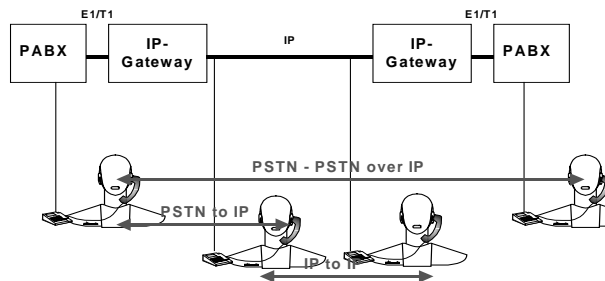 E1/T1
E1/T1
PABX
IP-
Gateway
IP
IP-
Gateway
PABX
PSTN - PSTN over IP
PSTN to IP
IP to IP